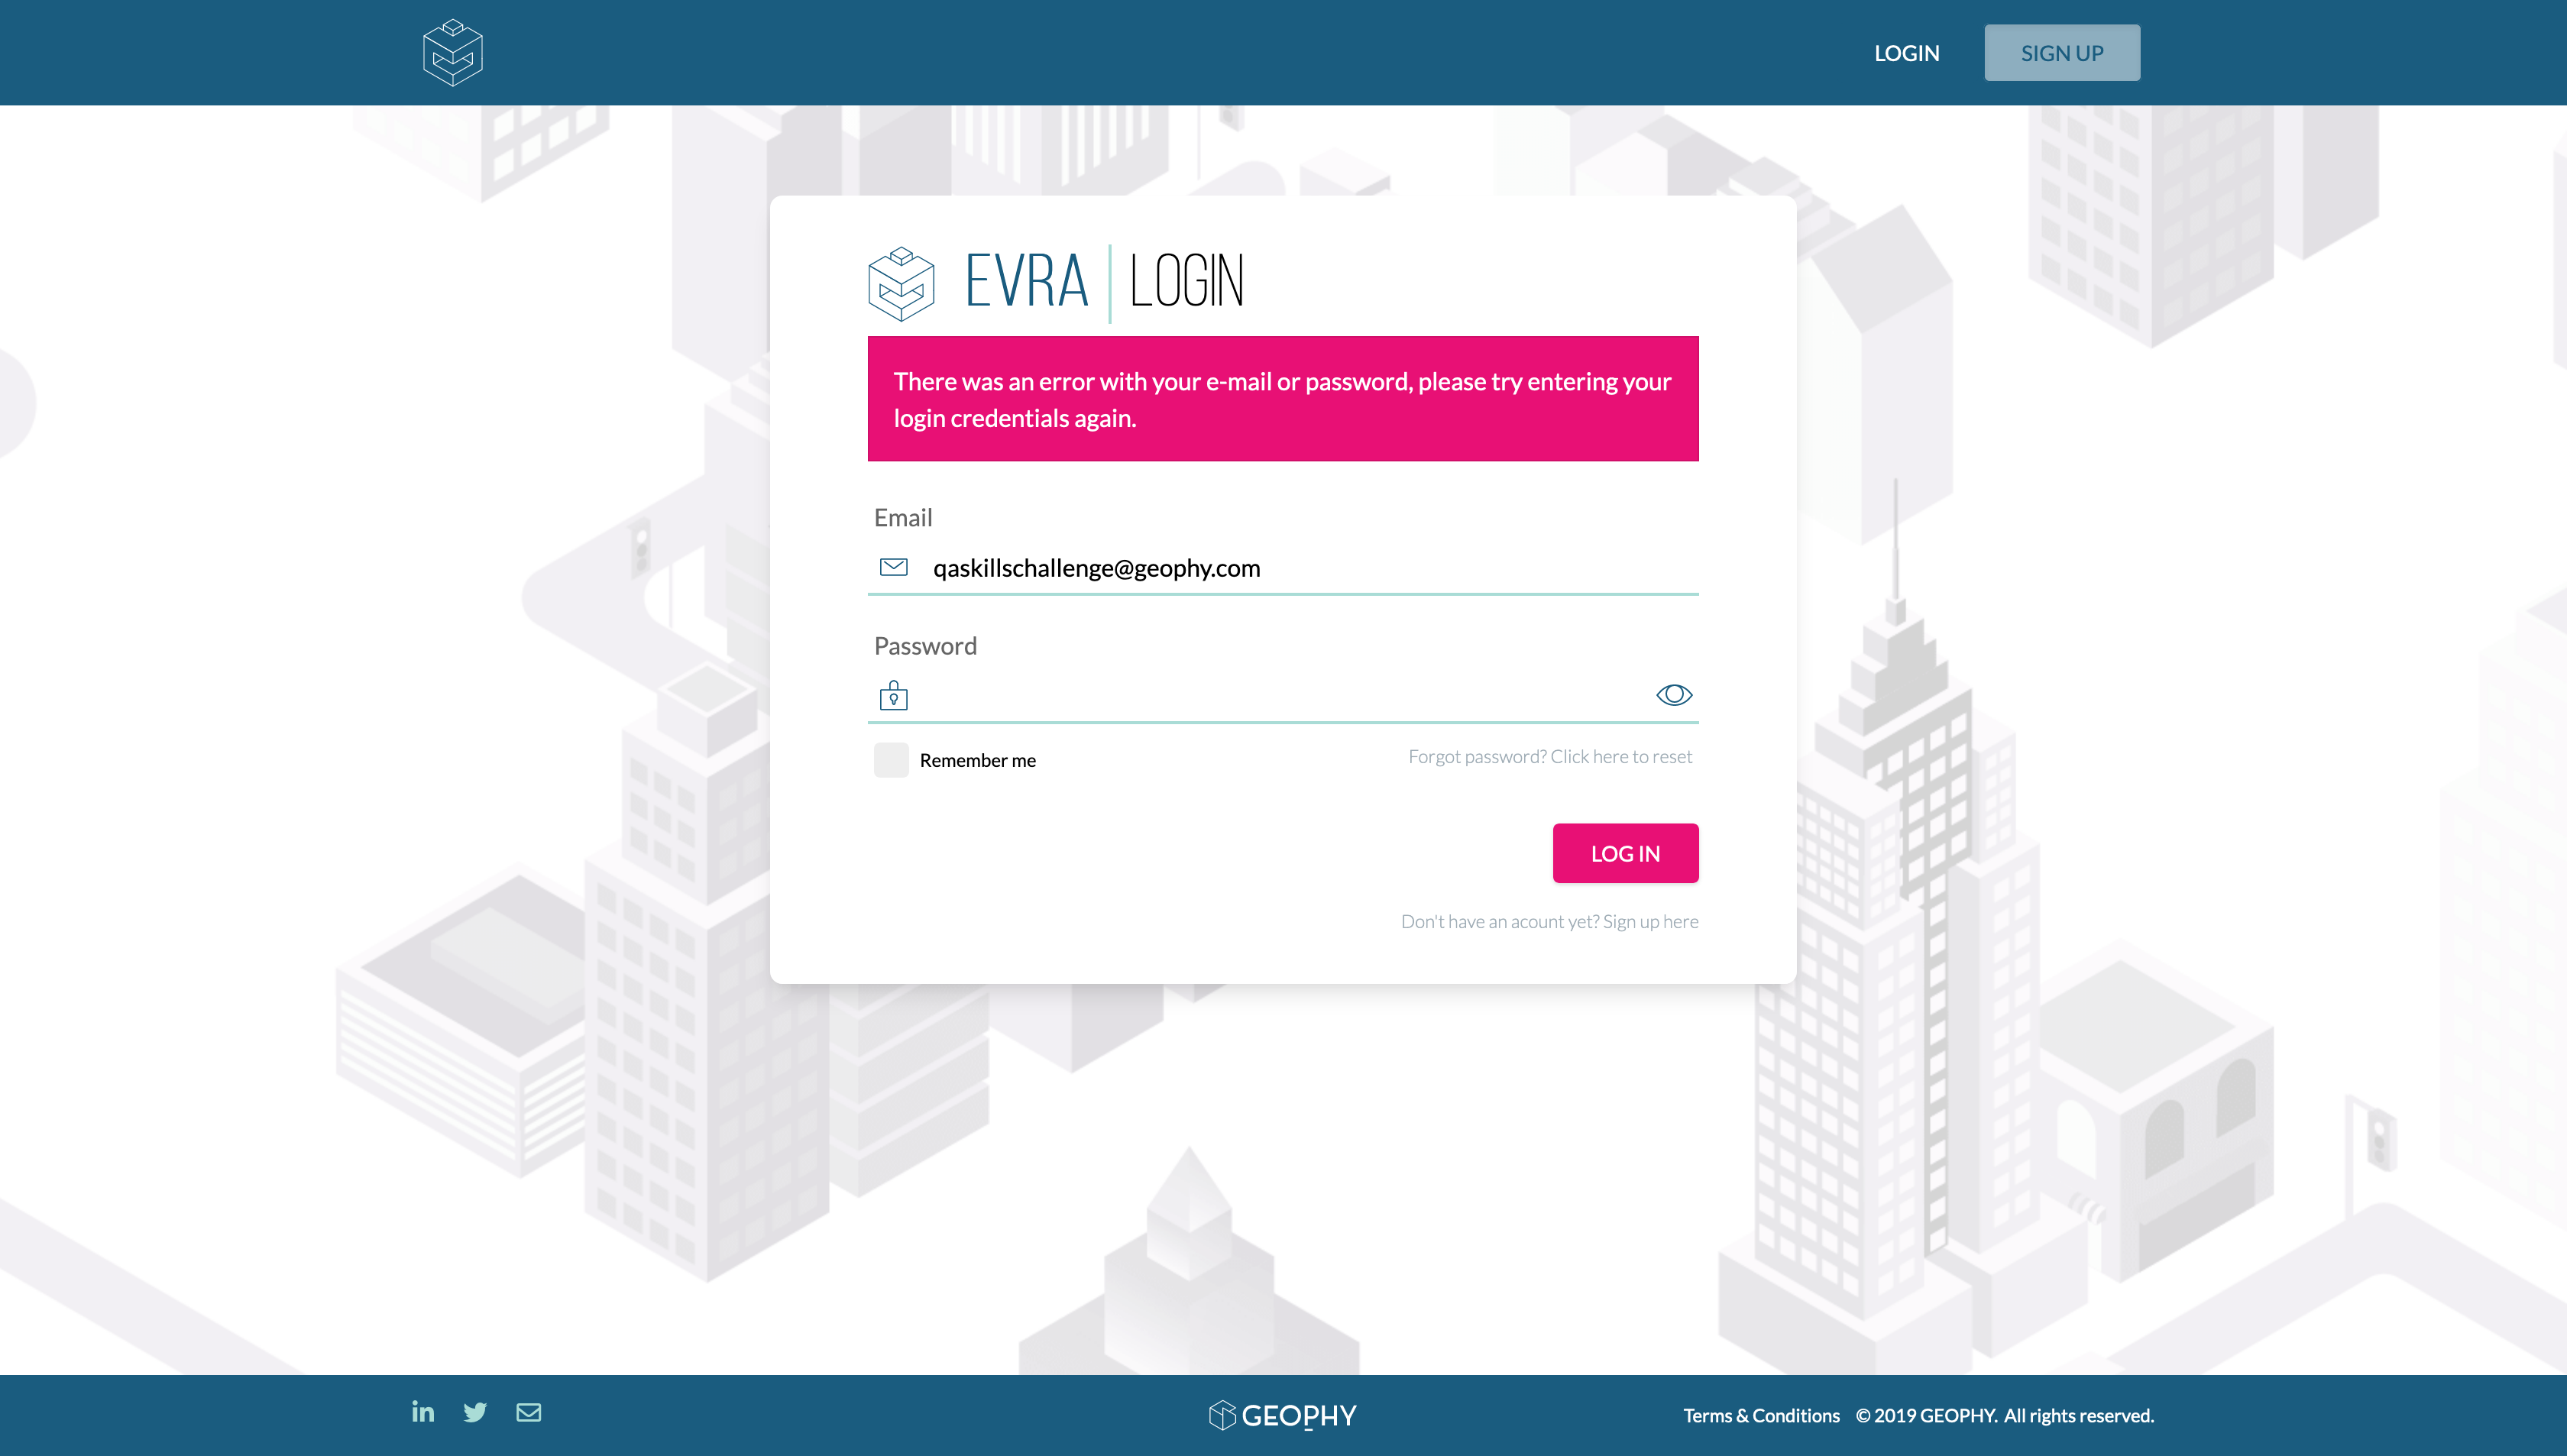 LOGIN
SIGN UP
EVRA
LOGIN
There was an error with your e-mail or password, please try entering your
login credentials again.
Email
qaskillschallenge@geophy.com
Password
Remember me
Forgot password? Click here to reset
LOG IN
Don't have an acount yet? Sign up here
in
GEOPHY
Terms & Conditions © 2019 GEOPHY. All rights reserved.